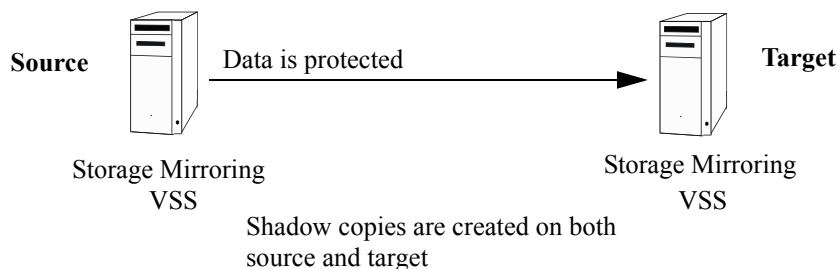 Source
Data is protected
Target
Storage Mirroring
VSS
Storage Mirroring
VSS
Shadow copies are created on both
source and target